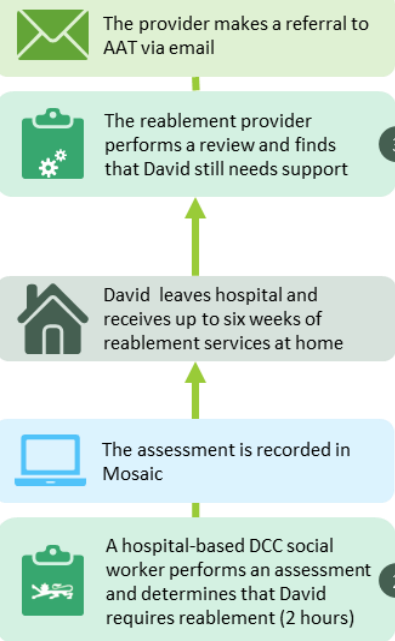 The provider makes a referral to
AAT via email
The reablement provider
performs a review and finds
that David still needs support
David  leaves hospital and
receives up to six weeks of
reablement services at home
The assessment is recorded in
Mosaic
A hospital-based DCC social
worker performs an assessment
and determines that David
requires reablement (2 hours)